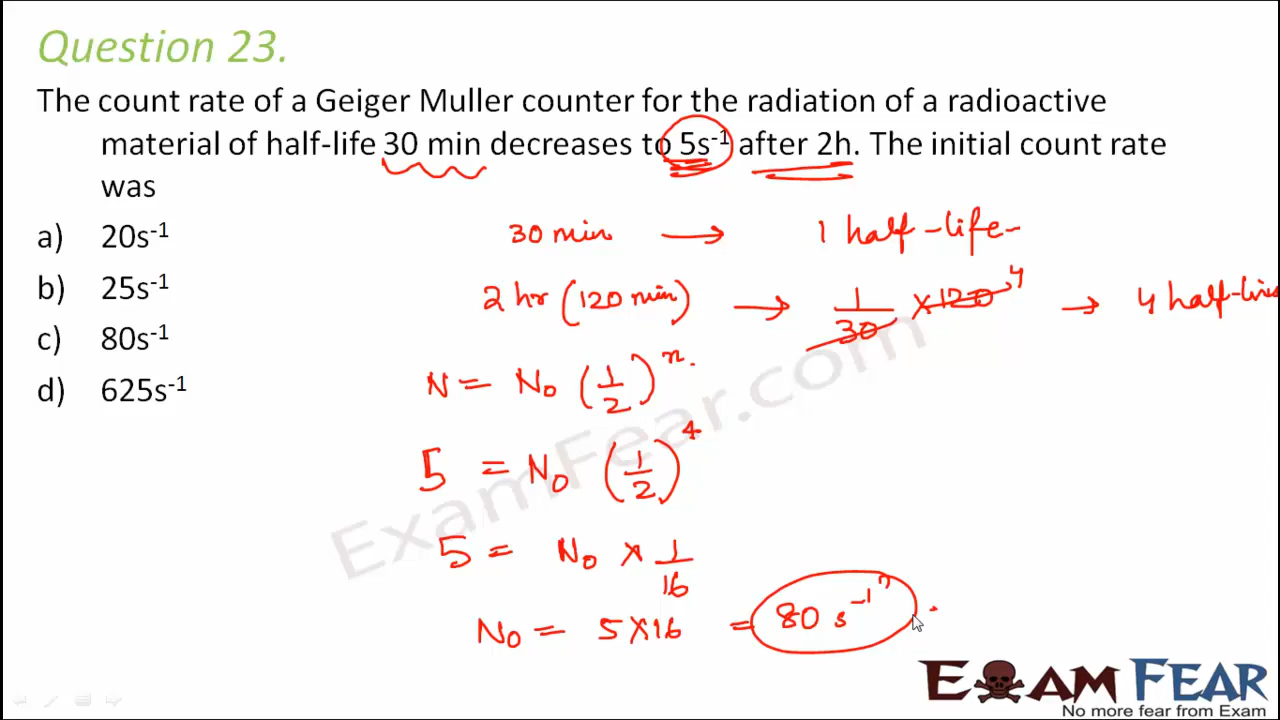 Question 23.
The count rate of a Geiger Muller counter for the radiation of a radioactive
material of half-life 30 min decreases to 5s⁻¹ after 2h. The initial count rate
was
a) 20s⁻¹
b) 25s⁻¹
c) 80s⁻¹
d) 625s⁻¹
30 min → 1 half-life
2 hr (120 min) → 1/30 × 120 4 → 4 half-lives
N = N₀ (1/2)ⁿ
5 = N₀ (1/2)⁴
5 = N₀ × 1/16
N₀ = 5×16 = 80 s⁻¹
ExamFear.com
EXAM FEAR
No more fear from Exam